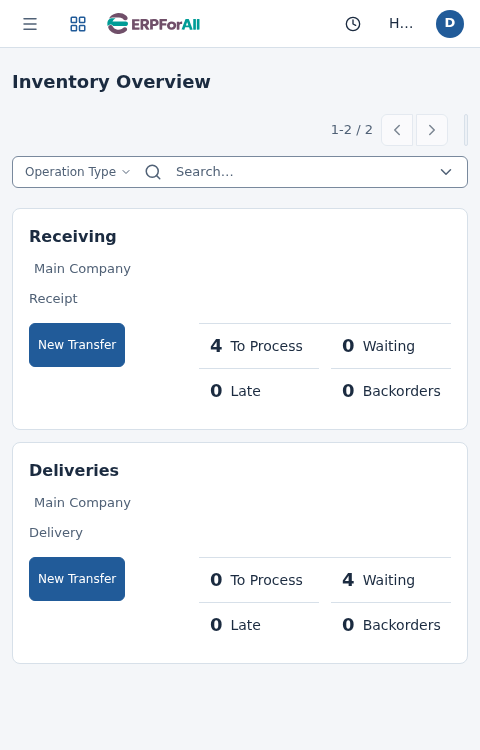 ERPForAll
H...
D
Inventory Overview
1-2 / 2
Operation Type
Search...
Receiving
Main Company
Receipt
New Transfer
4 To Process
0 Waiting
0 Late
0 Backorders
Deliveries
Main Company
Delivery
New Transfer
0 To Process
4 Waiting
0 Late
0 Backorders